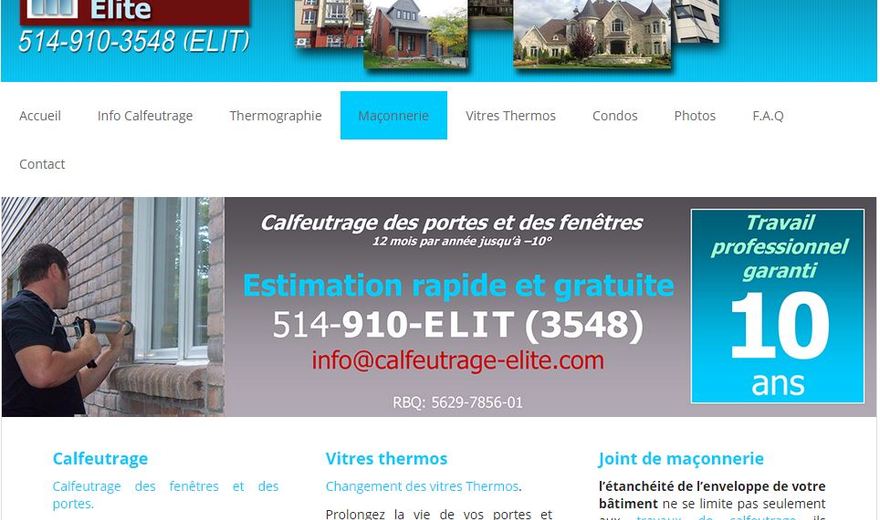 Elite
514-910-3548 (ELIT)
Accueil
Info Calfeutrage
Thermographie
Maçonnerie
Vitres Thermos
Condos
Photos
F.A.Q
Contact
Calfeutrage des portes et des fenêtres
12 mois par année jusqu'à –10°
Estimation rapide et gratuite
514-910-ELIT (3548)
info@calfeutrage-elite.com
RBQ: 5629-7856-01
Travail
professionnel
garanti
10
ans
Calfeutrage
Calfeutrage des fenêtres et des
portes.
Vitres thermos
Changement des vitres Thermos.
Prolongez la vie de vos portes et
Joint de maçonnerie
l'étanchéité de l'enveloppe de votre
bâtiment ne se limite pas seulement
aux travaux de calfeutrage, ils